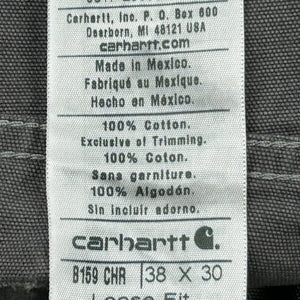 Carhartt, Inc. P. O. Box 600
Dearborn, MI 48121 USA
carhartt.com
Made in Mexico.
Fabriqué au Mexique.
Hecho en México.
100% Cotton.
Exclusive of Trimming.
100% Coton.
Sans garniture.
100% Algodón.
Sin incluir adorno.
carhartt
B159 CHR 38 X 30
Loose Fit